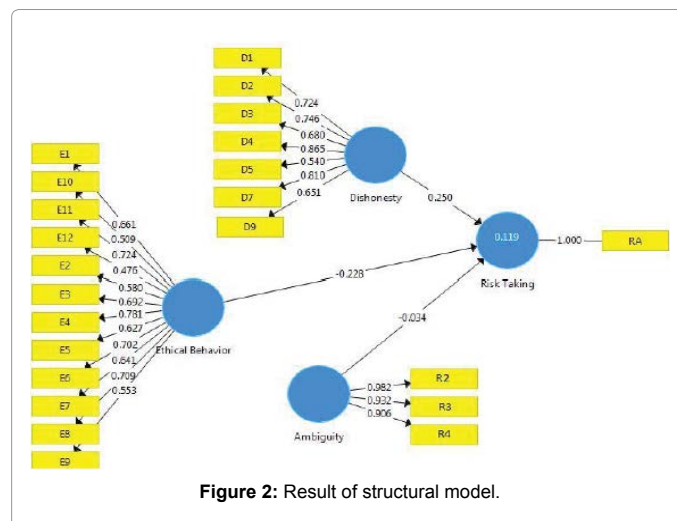 D1
D2
D3
D4
D5
D7
D9
0.724
0.746
0.680
0.865
0.540
0.810
0.651
Dishonesty
0.250
E1
E10
E11
E12
E2
E3
E4
E5
E6
E7
E8
E9
0.661
0.509
0.724
0.476
0.580
0.692
0.781
0.627
0.702
0.641
0.709
0.553
Ethical Behavior
-0.228
0.119
Risk Taking
1.000
RA
-0.034
Ambiguity
0.982
0.932
0.906
R2
R3
R4
Figure 2: Result of structural model.